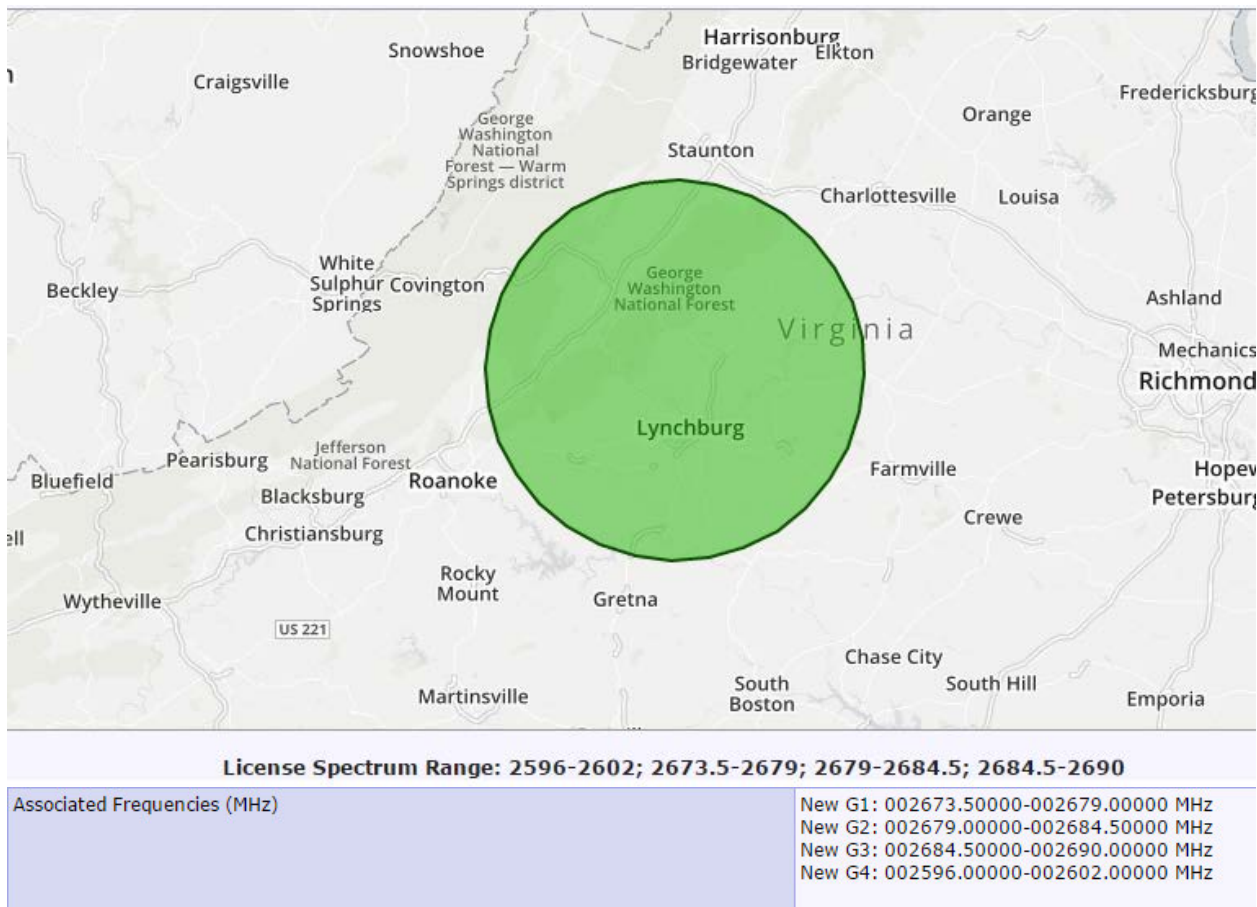 Harrisonburg
Snowshoe
Elkton
Bridgewater
Craigsville
Fredericksburg
Orange
George
Washington
National
Forest — Warm
Springs district
Staunton
Charlottesville
Louisa
White
Sulphur
Springs
Covington
George
Washington
National Forest
Beckley
Ashland
Virginia
Mechanics
Richmond
Lynchburg
Jefferson
National Forest
Pearisburg
Roanoke
Farmville
Hopew
Bluefield
Blacksburg
Petersburg
Crewe
Christiansburg
ell
Rocky
Mount
Wytheville
Gretna
US 221
Chase City
South
Boston
South Hill
Martinsville
Emporia
License Spectrum Range: 2596-2602; 2673.5-2679; 2679-2684.5; 2684.5-2690
Associated Frequencies (MHz)
New G1: 002673.50000-002679.00000 MHz
New G2: 002679.00000-002684.50000 MHz
New G3: 002684.50000-002690.00000 MHz
New G4: 002596.00000-002602.00000 MHz